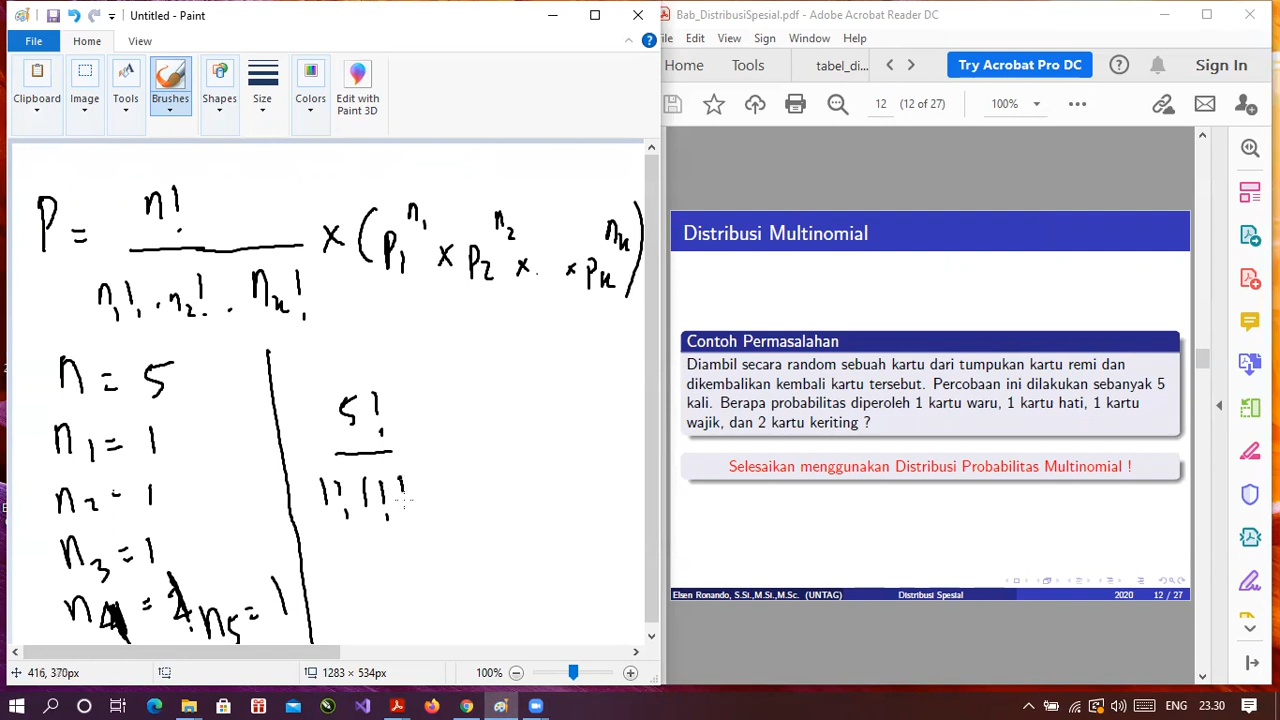 Untitled - Paint
File
Home
View
Clipboard
Image
Tools
Brushes
Shapes
Size
Colors
Edit with
Paint 3D
P = n! / n1! . n2! . nk! x (p1^n1 x p2^n2 x . x pk^nk)
n = 5
n1 = 1
n2 = 1
n3 = 1
n5 = 1
5!
1! 1! 1
416, 370px
1283 × 534px
100%
Bab_DistribusiSpesial.pdf - Adobe Acrobat Reader DC
ile
Edit
View
Sign
Window
Help
Home
Tools
tabel_di...
Try Acrobat Pro DC
Sign In
12
(12 of 27)
100%
Distribusi Multinomial
Contoh Permasalahan
Diambil secara random sebuah kartu dari tumpukan kartu remi dan
dikembalikan kembali kartu tersebut. Percobaan ini dilakukan sebanyak 5
kali. Berapa probabilitas diperoleh 1 kartu waru, 1 kartu hati, 1 kartu
wajik, dan 2 kartu keriting ?
Selesaikan menggunakan Distribusi Probabilitas Multinomial !
Elsen Ronando, S.Si.,M.Si.,M.Sc. (UNTAG)
Distribusi Spesial
2020
12 / 27
ENG
23.30